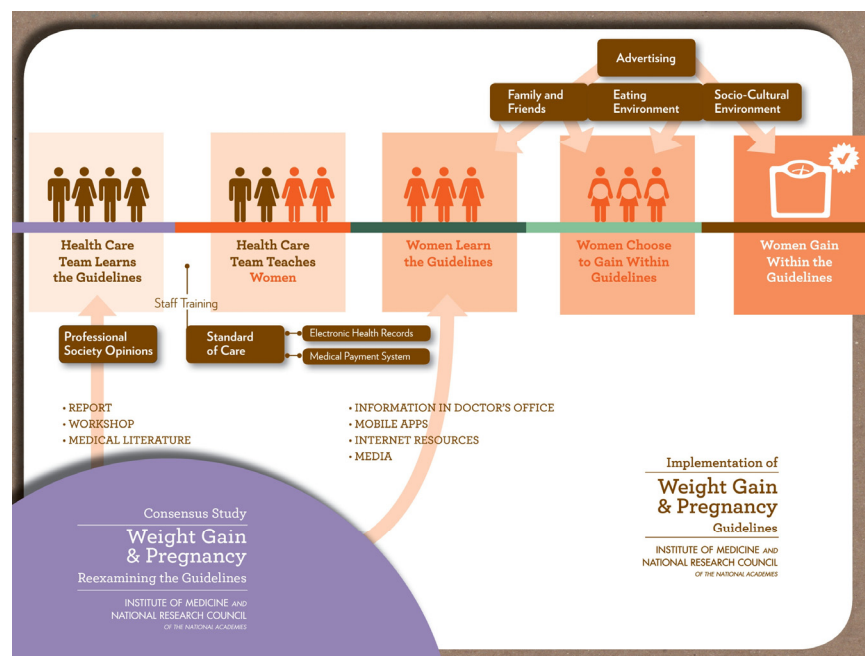 Advertising
Family and
Friends
Eating
Environment
Socio-Cultural
Environment
Health Care
Team Learns
the Guidelines
Health Care
Team Teaches
Women
Women Learn
the Guidelines
Women Choose
to Gain Within
Guidelines
Women Gain
Within the
Guidelines
Staff Training
Professional
Society Opinions
Standard
of Care
Electronic Health Records
Medical Payment System
• REPORT
• WORKSHOP
• MEDICAL LITERATURE
• INFORMATION IN DOCTOR'S OFFICE
• MOBILE APPS
• INTERNET RESOURCES
• MEDIA
Consensus Study
Weight Gain
& Pregnancy
Reexamining the Guidelines
INSTITUTE OF MEDICINE AND
NATIONAL RESEARCH COUNCIL
OF THE NATIONAL ACADEMIES
Implementation of
Weight Gain
& Pregnancy
Guidelines
INSTITUTE OF MEDICINE AND
NATIONAL RESEARCH COUNCIL
OF THE NATIONAL ACADEMIES